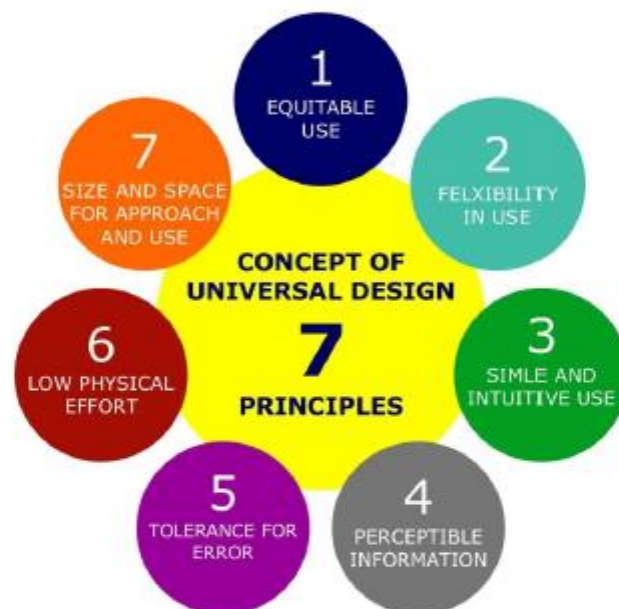 1
EQUITABLE
USE
2
FELXIBILITY
IN USE
3
SIMLE AND
INTUITIVE USE
4
PERCEPTIBLE
INFORMATION
5
TOLERANCE FOR
ERROR
6
LOW PHYSICAL
EFFORT
7
SIZE AND SPACE
FOR APPROACH
AND USE
CONCEPT OF
UNIVERSAL DESIGN
7
PRINCIPLES